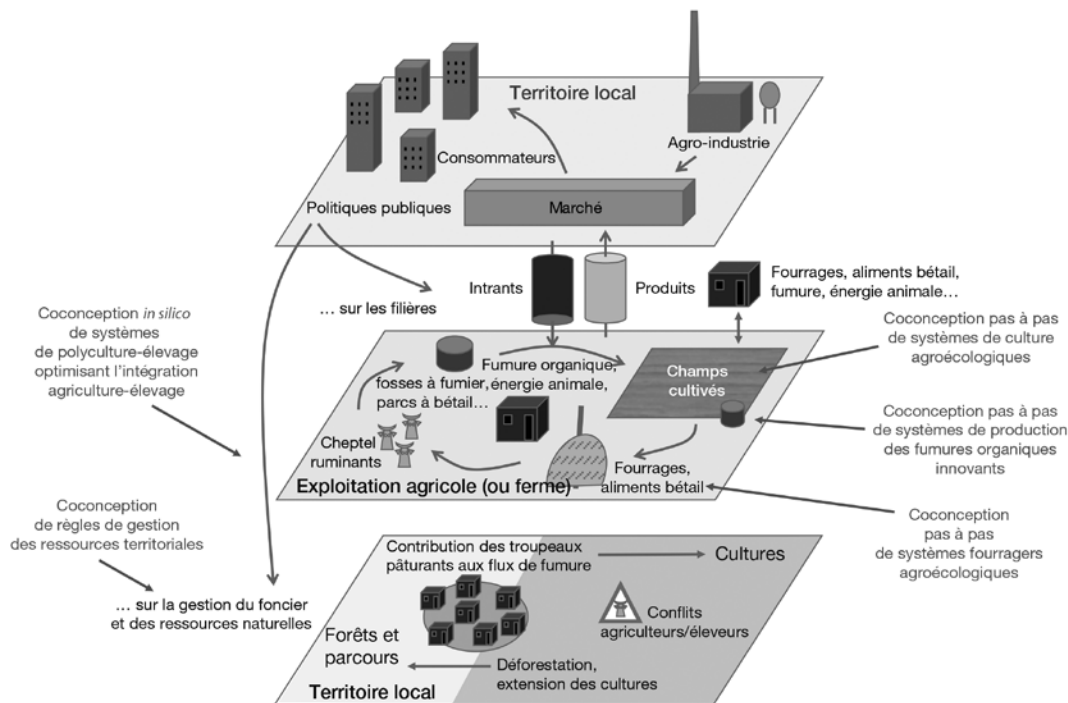 Territoire local
Agro-industrie
Consommateurs
Politiques publiques
Marché
Intrants
Produits
Fourrages, aliments bétail,
fumure, énergie animale…
… sur les filières
Coconception in silico
de systèmes
de polyculture-élevage
optimisant l’intégration
agriculture-élevage
Coconception pas à pas
de systèmes de culture
agroécologiques
Fumure organique,
énergie animale,
fosses à fumier,
parcs à bétail…
Champs
cultivés
Coconception pas à pas
de systèmes de production
des fumures organiques
innovants
Cheptel
ruminants
Fourrages,
aliments bétail
Exploitation agricole (ou ferme)
Coconception
de règles de gestion
des ressources territoriales
Coconception
pas à pas
de systèmes fourragers
agroécologiques
Contribution des troupeaux
pâturants aux flux de fumure
Cultures
… sur la gestion du foncier
et des ressources naturelles
Conflits
agriculteurs/éleveurs
Forêts et
parcours
Déforestation,
extension des cultures
Territoire local